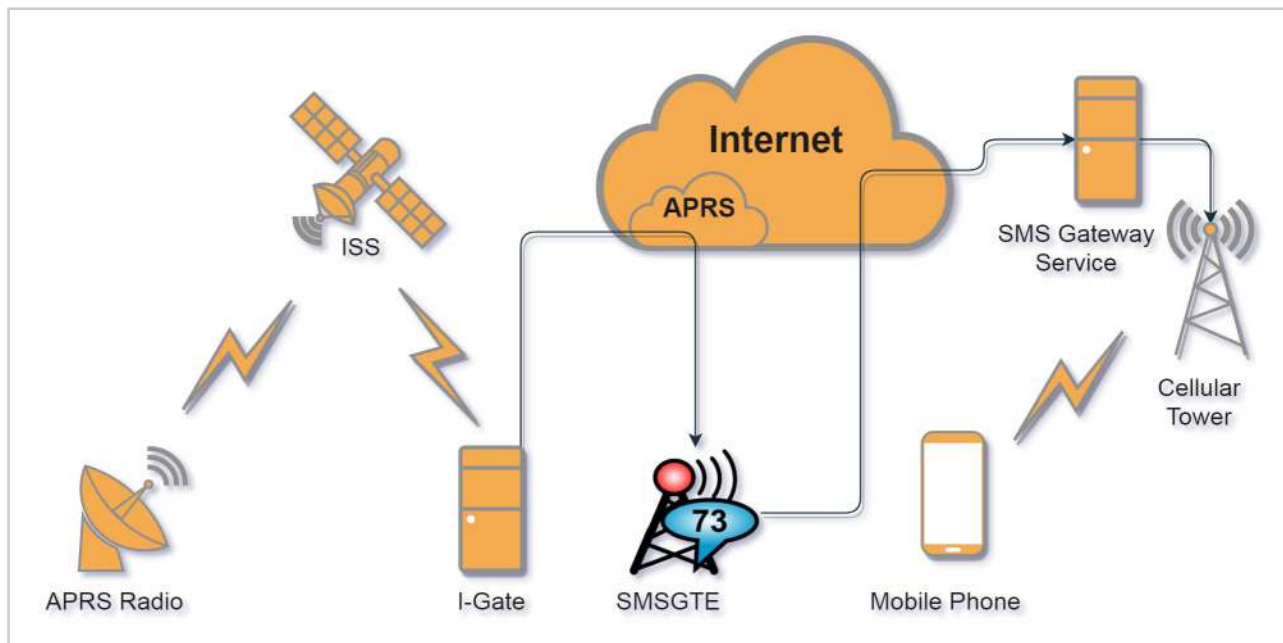 Internet
APRS
ISS
SMS Gateway
Service
Cellular
Tower
73
APRS Radio
I-Gate
SMSGTE
Mobile Phone